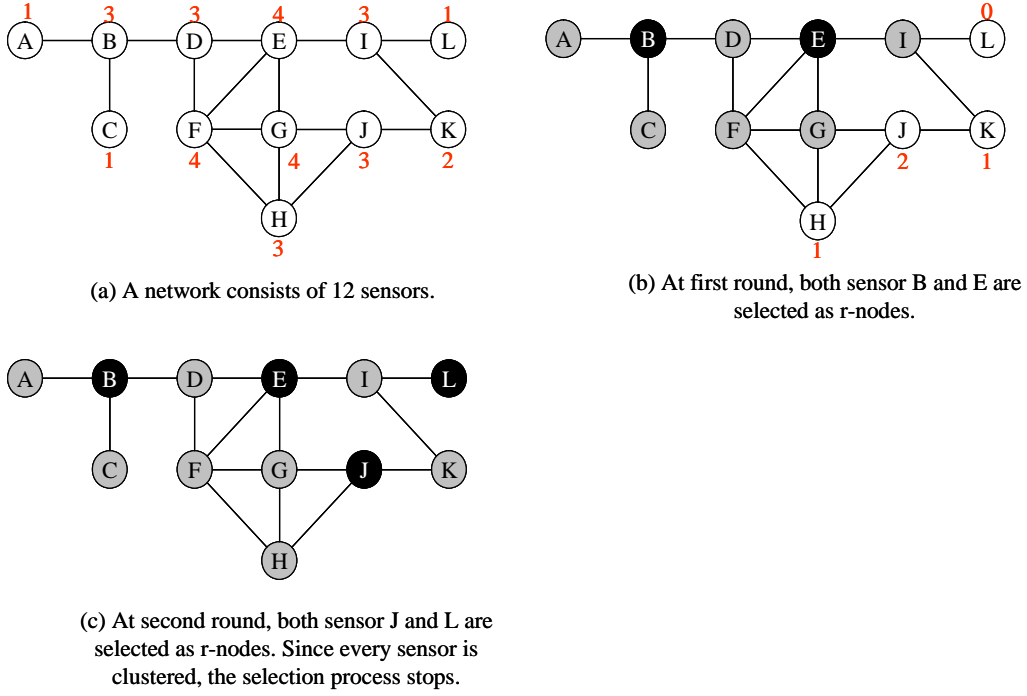 1 3 3 4 3 1
A B D E I L
C F G J K
1 4 4 3 2
H
3
(a) A network consists of 12 sensors.
0
A B D E I L
C F G J K
2 1
H
1
(b) At first round, both sensor B and E are
selected as r-nodes.
A B D E I L
C F G J K
H
(c) At second round, both sensor J and L are
selected as r-nodes. Since every sensor is
clustered, the selection process stops.